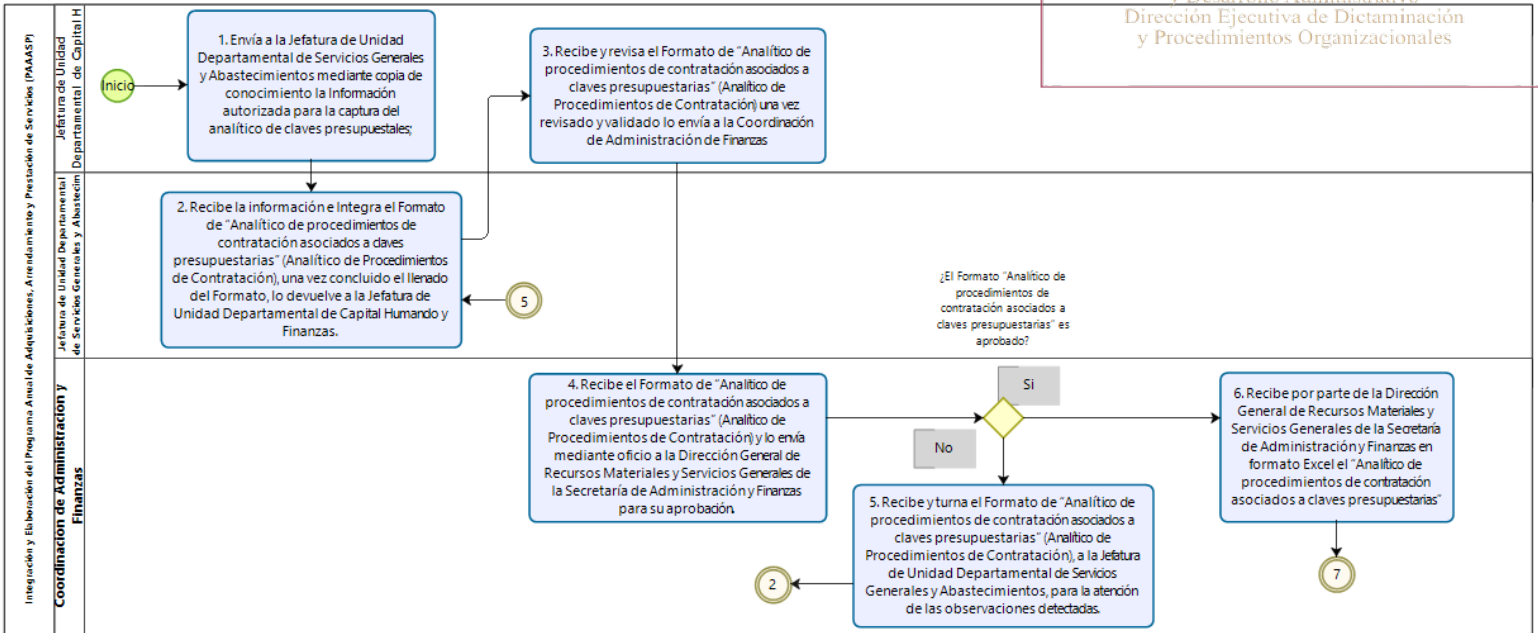 y Desarrollo Administrativo
Dirección Ejecutiva de Dictaminación
y Procedimientos Organizacionales
Integración y Elaboración del Programa Anual de Adquisiciones, Arrendamiento y Prestación de Servicios (PAAASP)
Jefatura de Unidad
Departamental de Capital H
Inicio
1. Envía a la Jefatura de Unidad
Departamental de Servicios Generales
y Abastecimientos mediante copia de
conocimiento la Información
autorizada para la captura del
analítico de claves presupuestales;
3. Recibe y revisa el Formato de "Analítico de
procedimientos de contratación asociados a
claves presupuestarias" (Analítico de
Procedimientos de Contratación) una vez
revisado y validado lo envía a la Coordinación
de Administración de Finanzas
Jefatura de Unidad Departamental
de Servicios Generales y Abastecin
2. Recibe la información e Integra el Formato
de "Analítico de procedimientos de
contratación asociados a claves
presupuestarias" (Analítico de Procedimientos
de Contratación), una vez concluido el llenado
del Formato, lo devuelve a la Jefatura de
Unidad Departamental de Capital Humando y
Finanzas.
5
¿El Formato "Analítico de
procedimientos de
contratación asociados a
claves presupuestarias" es
aprobado?
Coordinación de Administración y
Finanzas
4. Recibe el Formato de "Analítico de
procedimientos de contratación asociados a
claves presupuestarias" (Analítico de
Procedimientos de Contratación) y lo envía
mediante oficio a la Dirección General de
Recursos Materiales y Servicios Generales de
la Secretaría de Administración y Finanzas
para su aprobación.
Si
No
5. Recibe y turna el Formato de "Analítico de
procedimientos de contratación asociados a
claves presupuestarias" (Analítico de
Procedimientos de Contratación), a la Jefatura
de Unidad Departamental de Servicios
Generales y Abastecimientos, para la atención
de las observaciones detectadas.
2
6. Recibe por parte de la Dirección
General de Recursos Materiales y
Servicios Generales de la Secretaría
de Administración y Finanzas en
formato Excel el "Analítico de
procedimientos de contratación
asociados a claves presupuestarias"
7